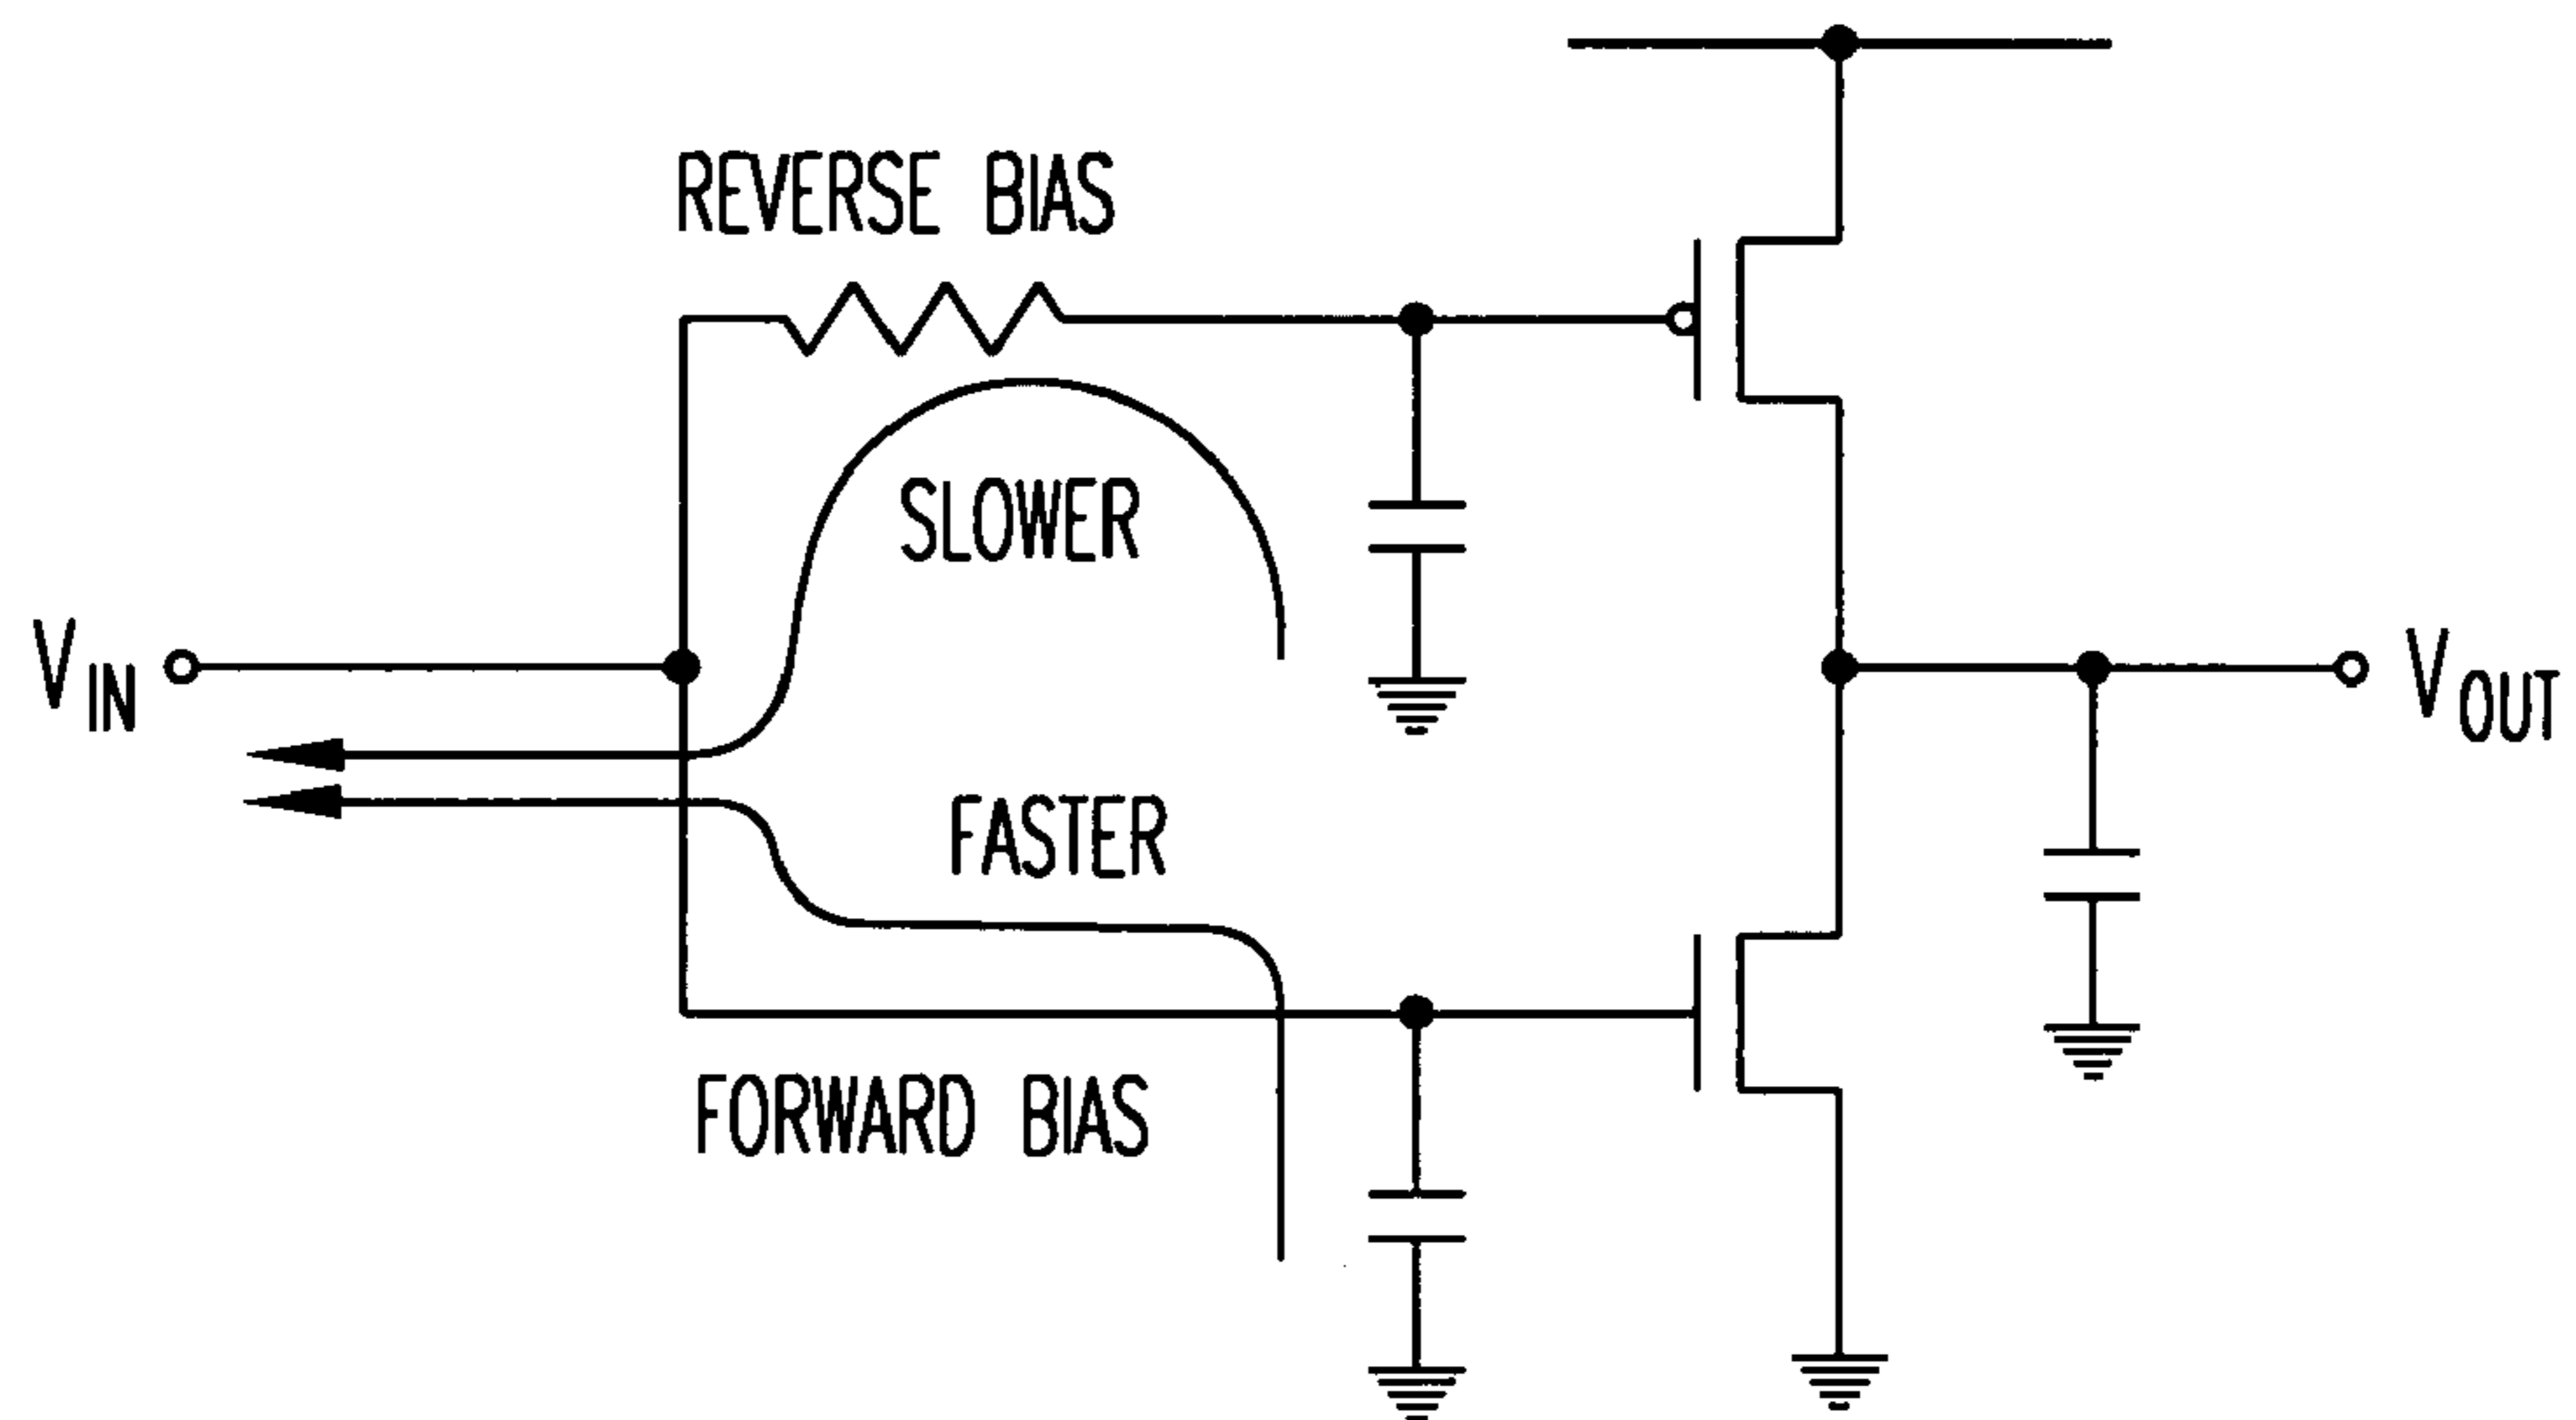 REVERSE BIAS
SLOWER
VIN
VOUT
FASTER
FORWARD BIAS